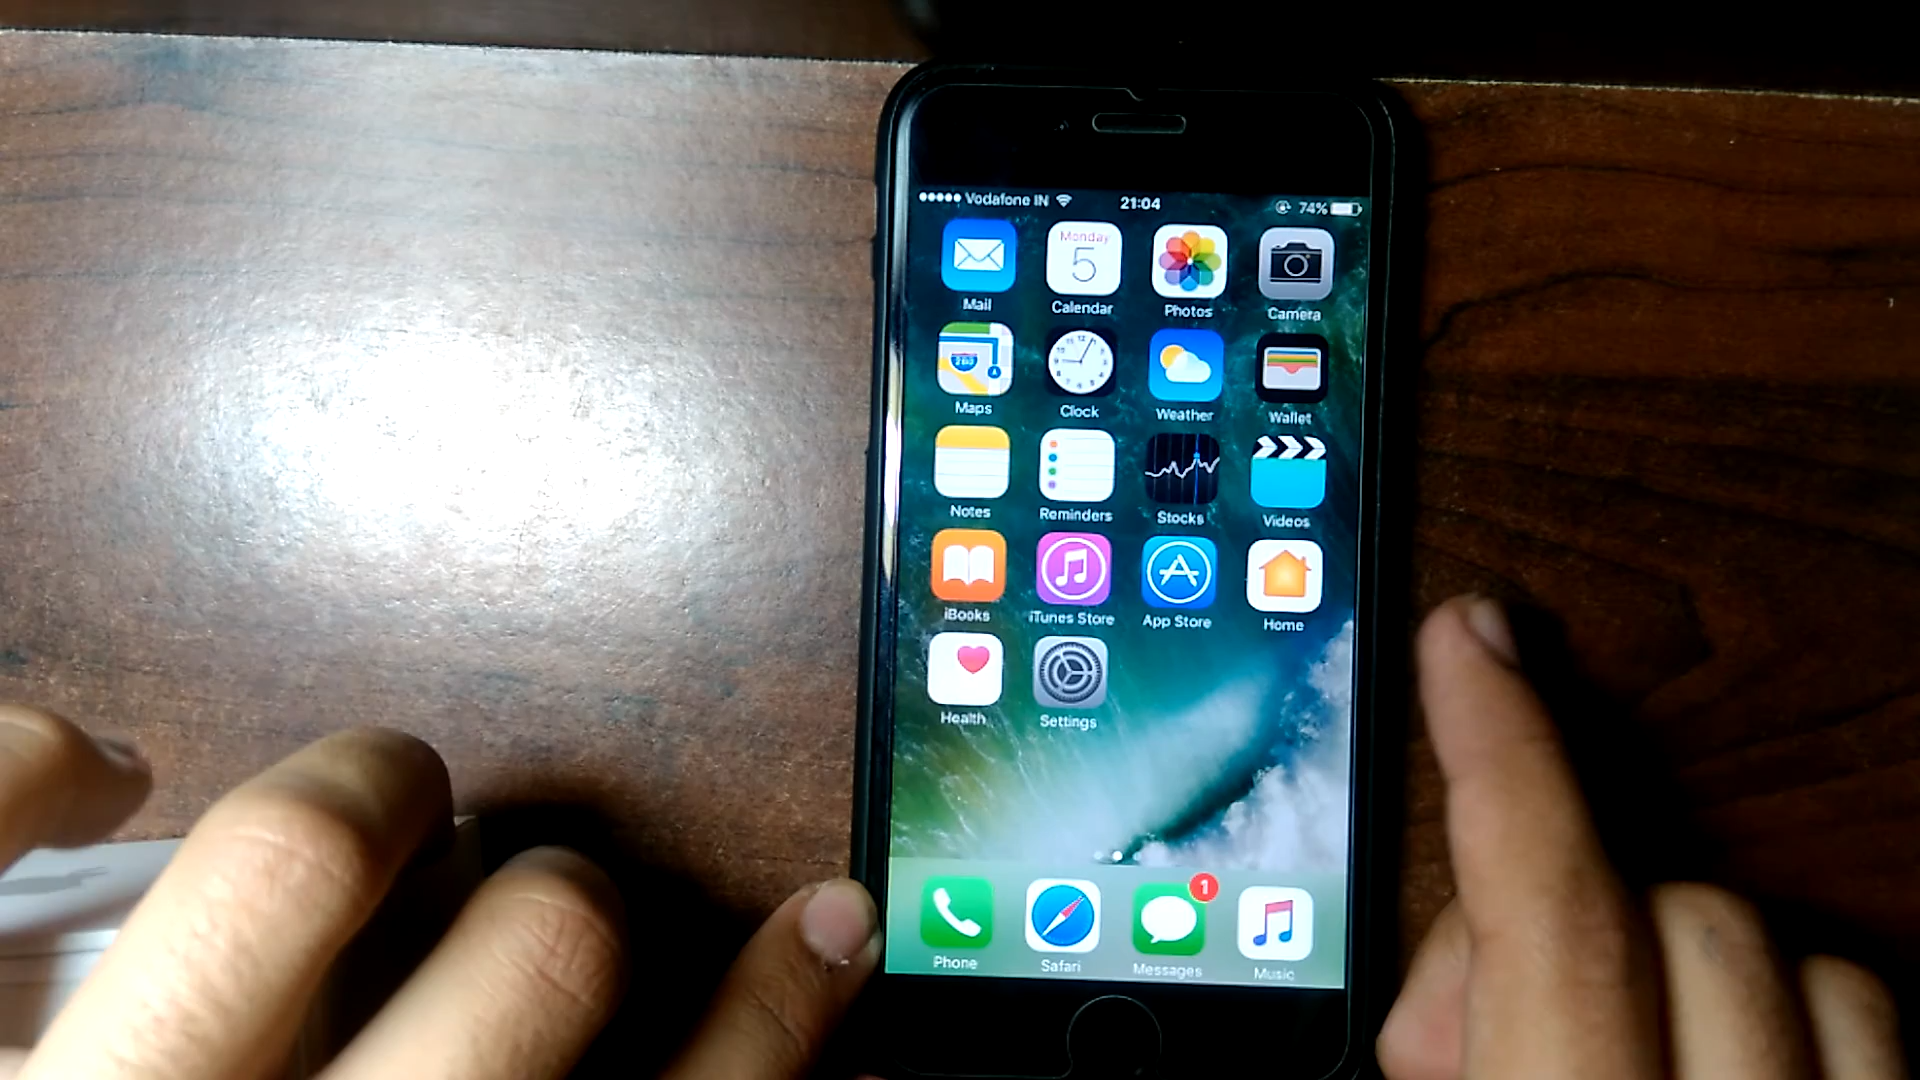 Vodafone IN 21:04 74%
Monday
5
Mail Calendar Photos Camera
Maps Clock Weather Wallet
Notes Reminders Stocks Videos
iBooks iTunes Store App Store Home
Health Settings
1
Phone Safari Messages Music